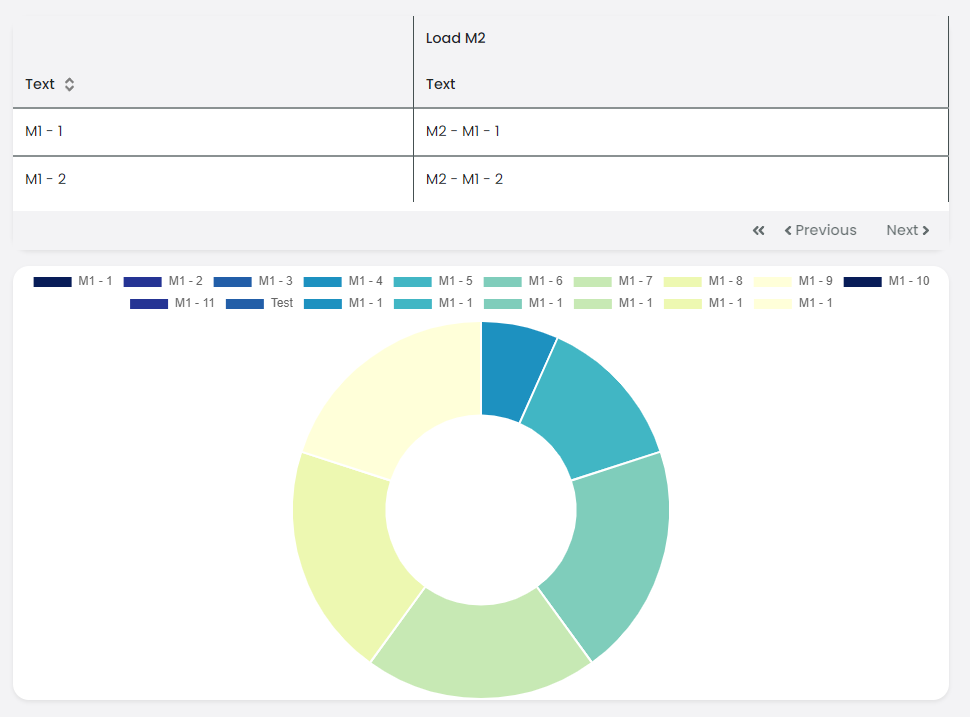 Load M2
Text Text
M1 - 1 M2 - M1 - 1
M1 - 2 M2 - M1 - 2
Previous Next
M1 - 1 M1 - 2 M1 - 3 M1 - 4 M1 - 5 M1 - 6 M1 - 7 M1 - 8 M1 - 9 M1 - 10
M1 - 11 Test M1 - 1 M1 - 1 M1 - 1 M1 - 1 M1 - 1 M1 - 1